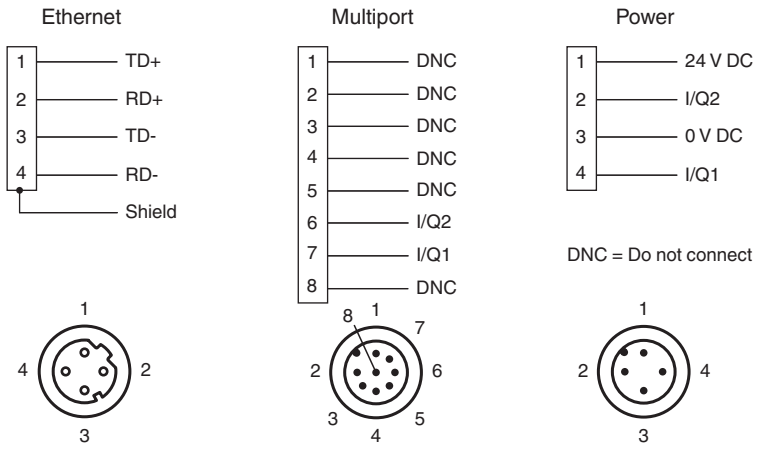 Ethernet
1 TD+
2 RD+
3 TD-
4 RD-
Shield
Multiport
1 DNC
2 DNC
3 DNC
4 DNC
5 DNC
6 I/Q2
7 I/Q1
8 DNC
Power
1 24 V DC
2 I/Q2
3 0 V DC
4 I/Q1
DNC = Do not connect
1
4 2
3
8 1 7
2 6
3 5
4
1
2 4
3